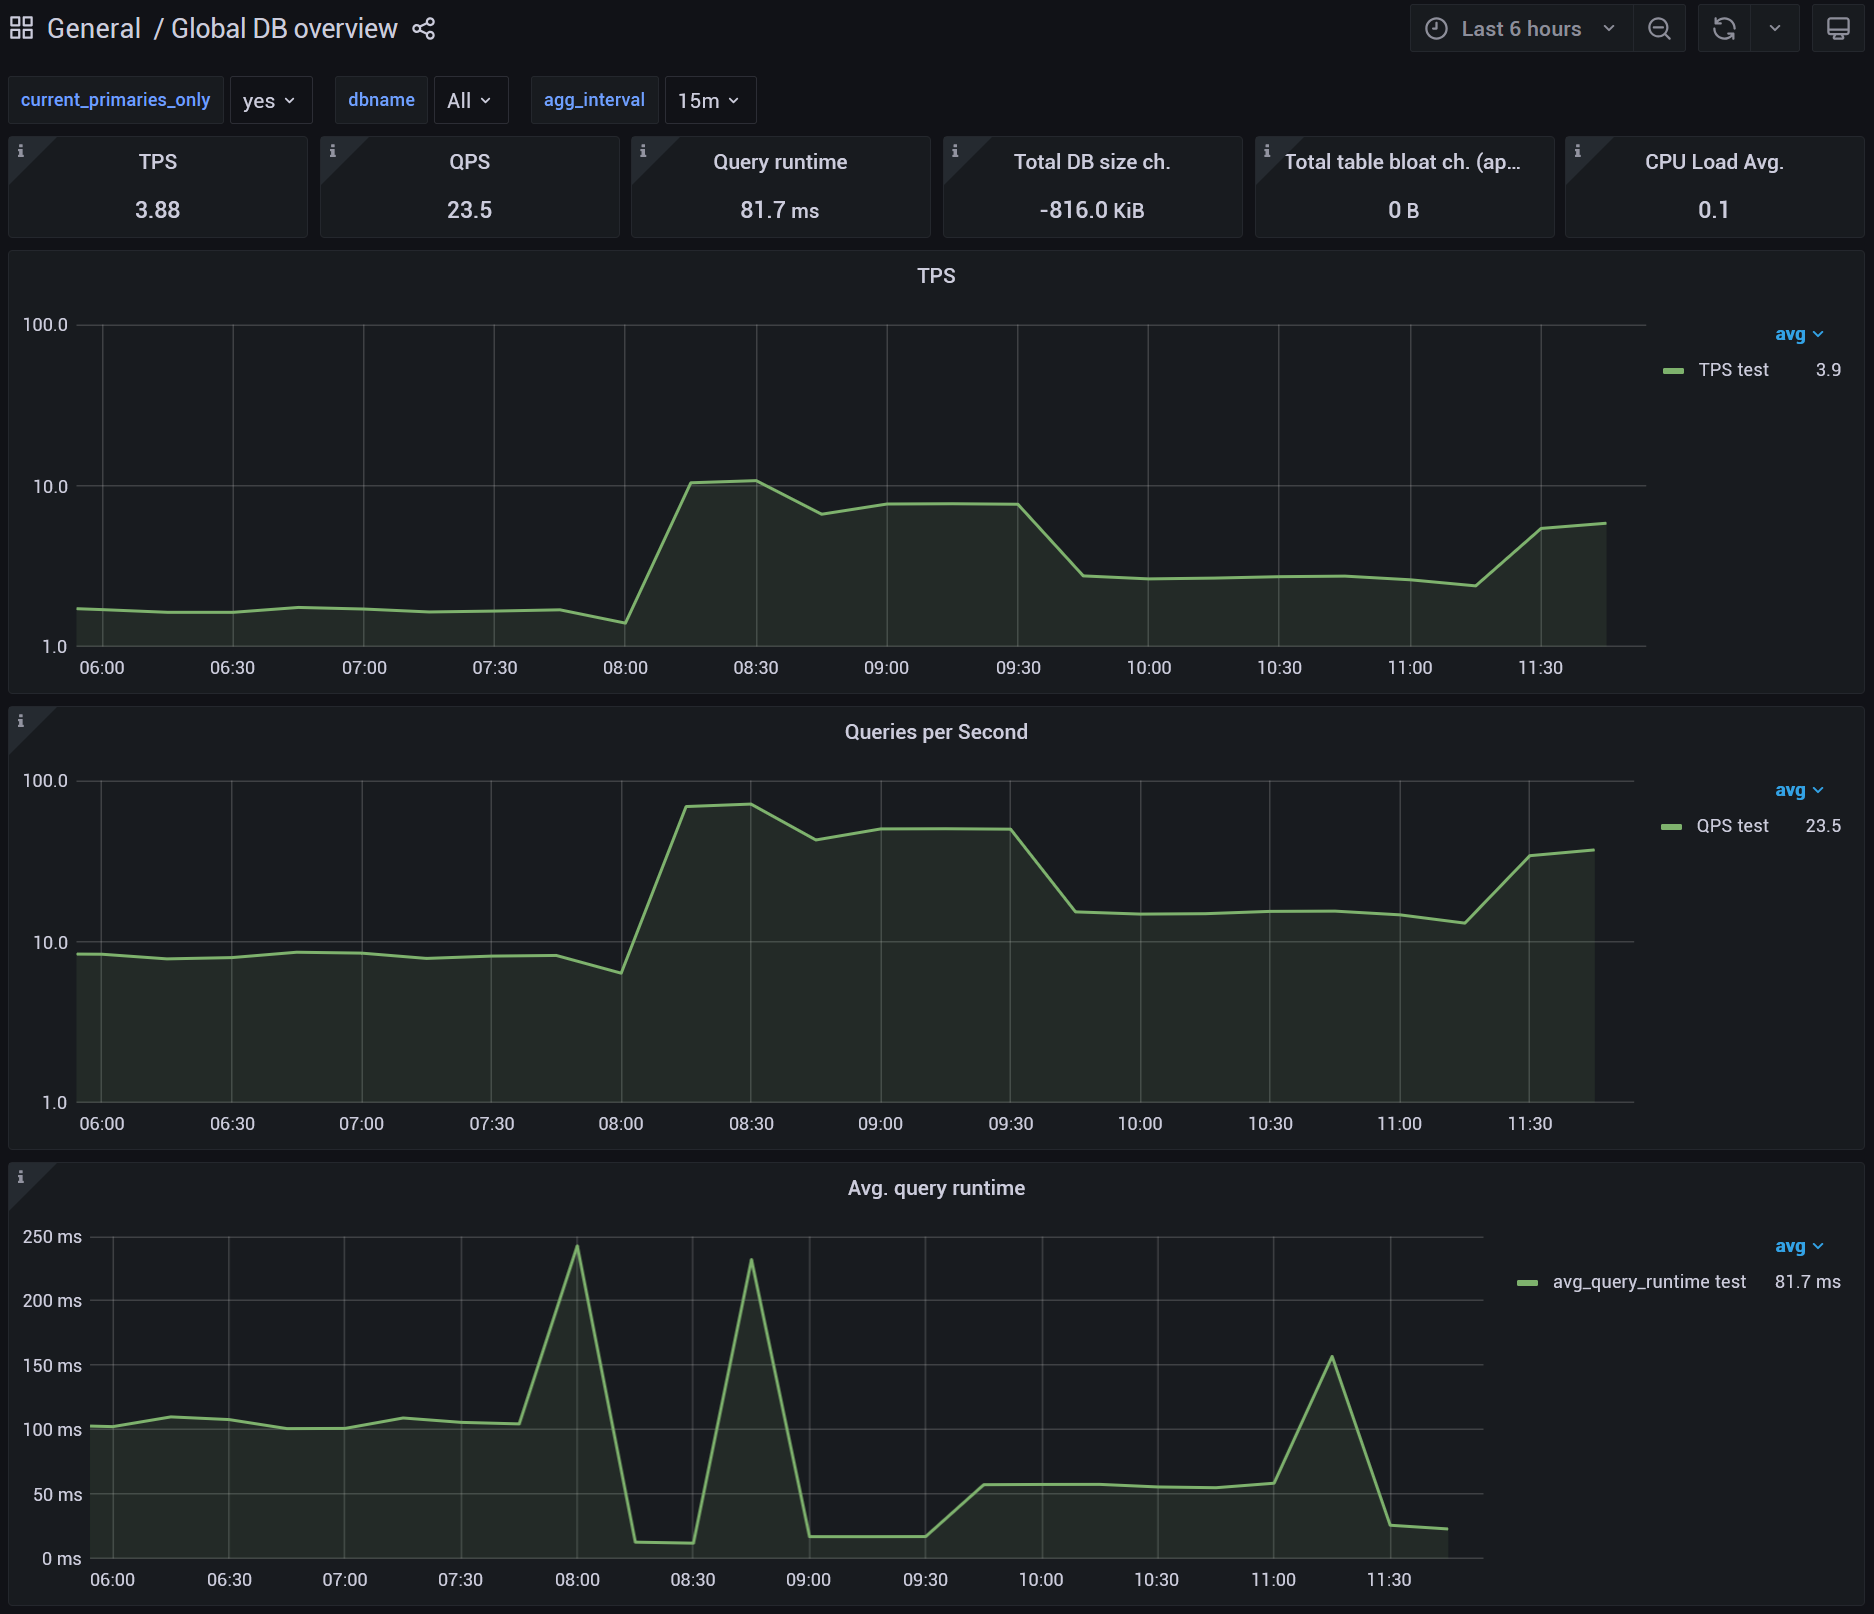 General / Global DB overview
Last 6 hours
current_primaries_only yes dbname All agg_interval 15m
TPS
3.88
QPS
23.5
Query runtime
81.7 ms
Total DB size ch.
-816.0 KiB
Total table bloat ch. (ap...
0 B
CPU Load Avg.
0.1
TPS
100.0
10.0
1.0
06:00 06:30 07:00 07:30 08:00 08:30 09:00 09:30 10:00 10:30 11:00 11:30
avg
TPS test 3.9
Queries per Second
100.0
10.0
1.0
06:00 06:30 07:00 07:30 08:00 08:30 09:00 09:30 10:00 10:30 11:00 11:30
avg
QPS test 23.5
Avg. query runtime
250 ms
200 ms
150 ms
100 ms
50 ms
0 ms
06:00 06:30 07:00 07:30 08:00 08:30 09:00 09:30 10:00 10:30 11:00 11:30
avg
avg_query_runtime test 81.7 ms